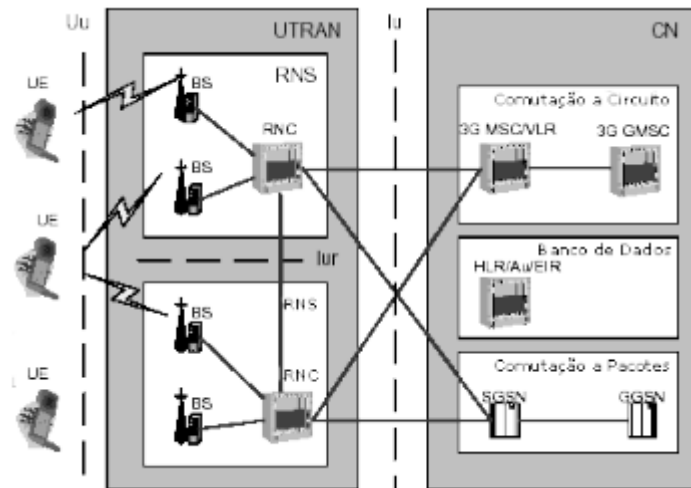 Uu
UTRAN
Iu
CN
RNS
UE
BS
RNC
Comutação a Circuito
3G MSC/VLR
3G GMSC
BS
UE
Iur
Banco de Dados
HLR/Au/EIR
RNS
BS
RNC
Comutação a Pacotes
UE
BS
SGSN
GGSN